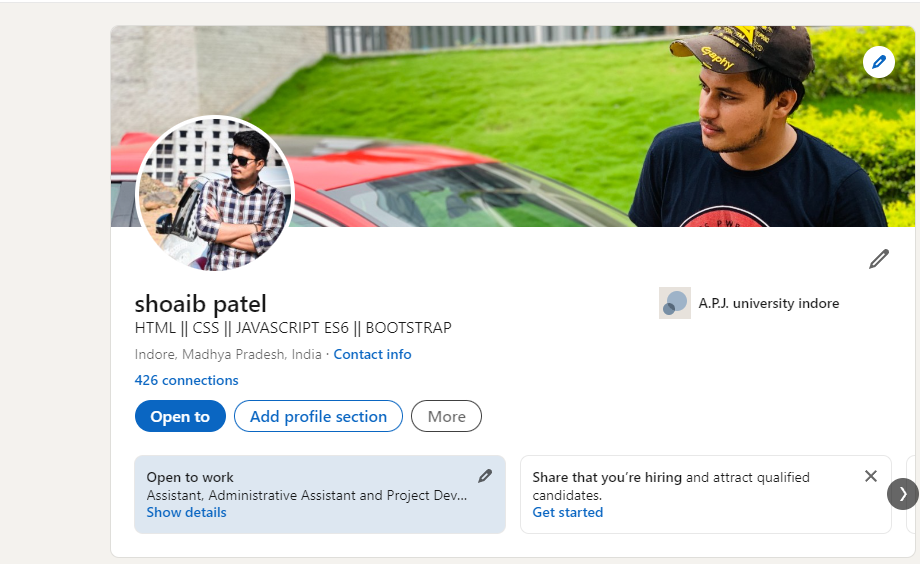 Gaphy
shoaib patel
A.P.J. university indore
HTML || CSS || JAVASCRIPT ES6 || BOOTSTRAP
Indore, Madhya Pradesh, India · Contact info
426 connections
Open to
Add profile section
More
Open to work
Assistant, Administrative Assistant and Project Dev...
Show details
Share that you’re hiring and attract qualified
candidates.
Get started